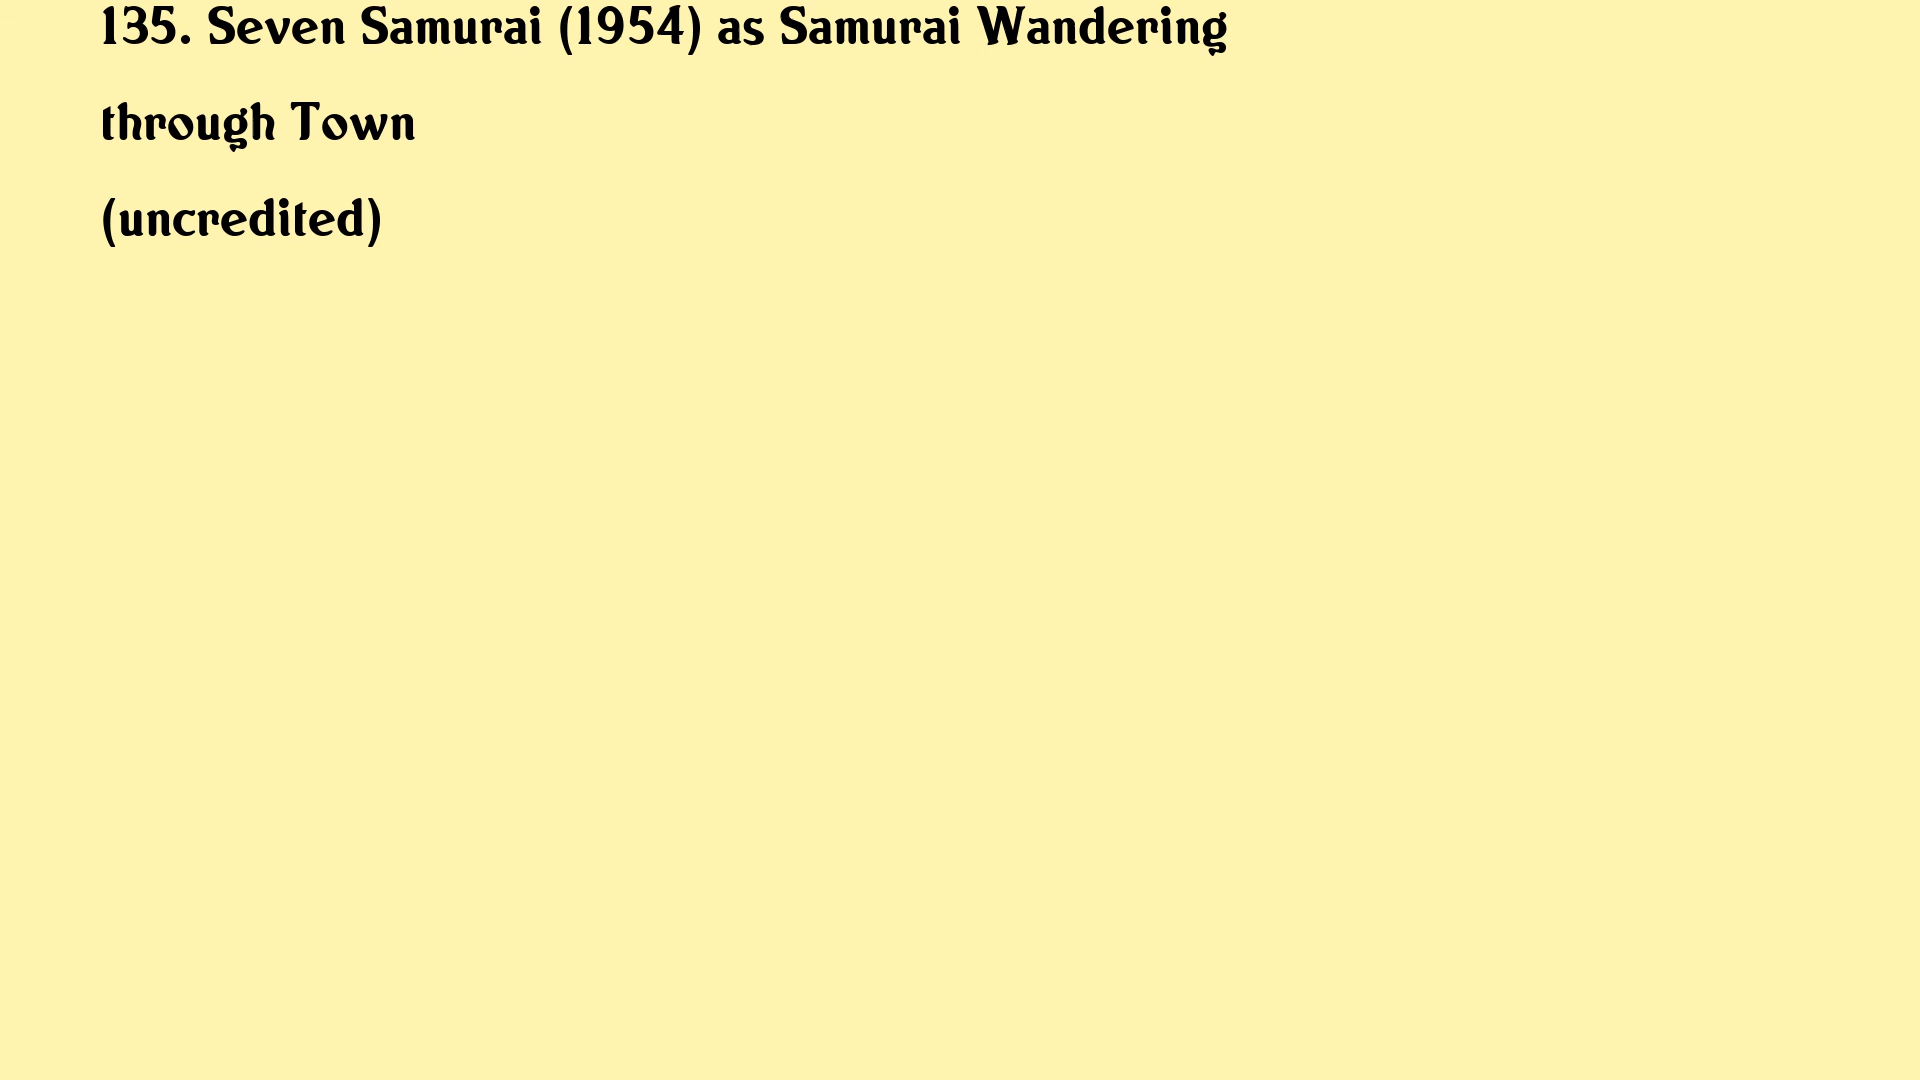 135. Seven Samurai (1954) as Samurai Wandering
through Town
(uncredited)